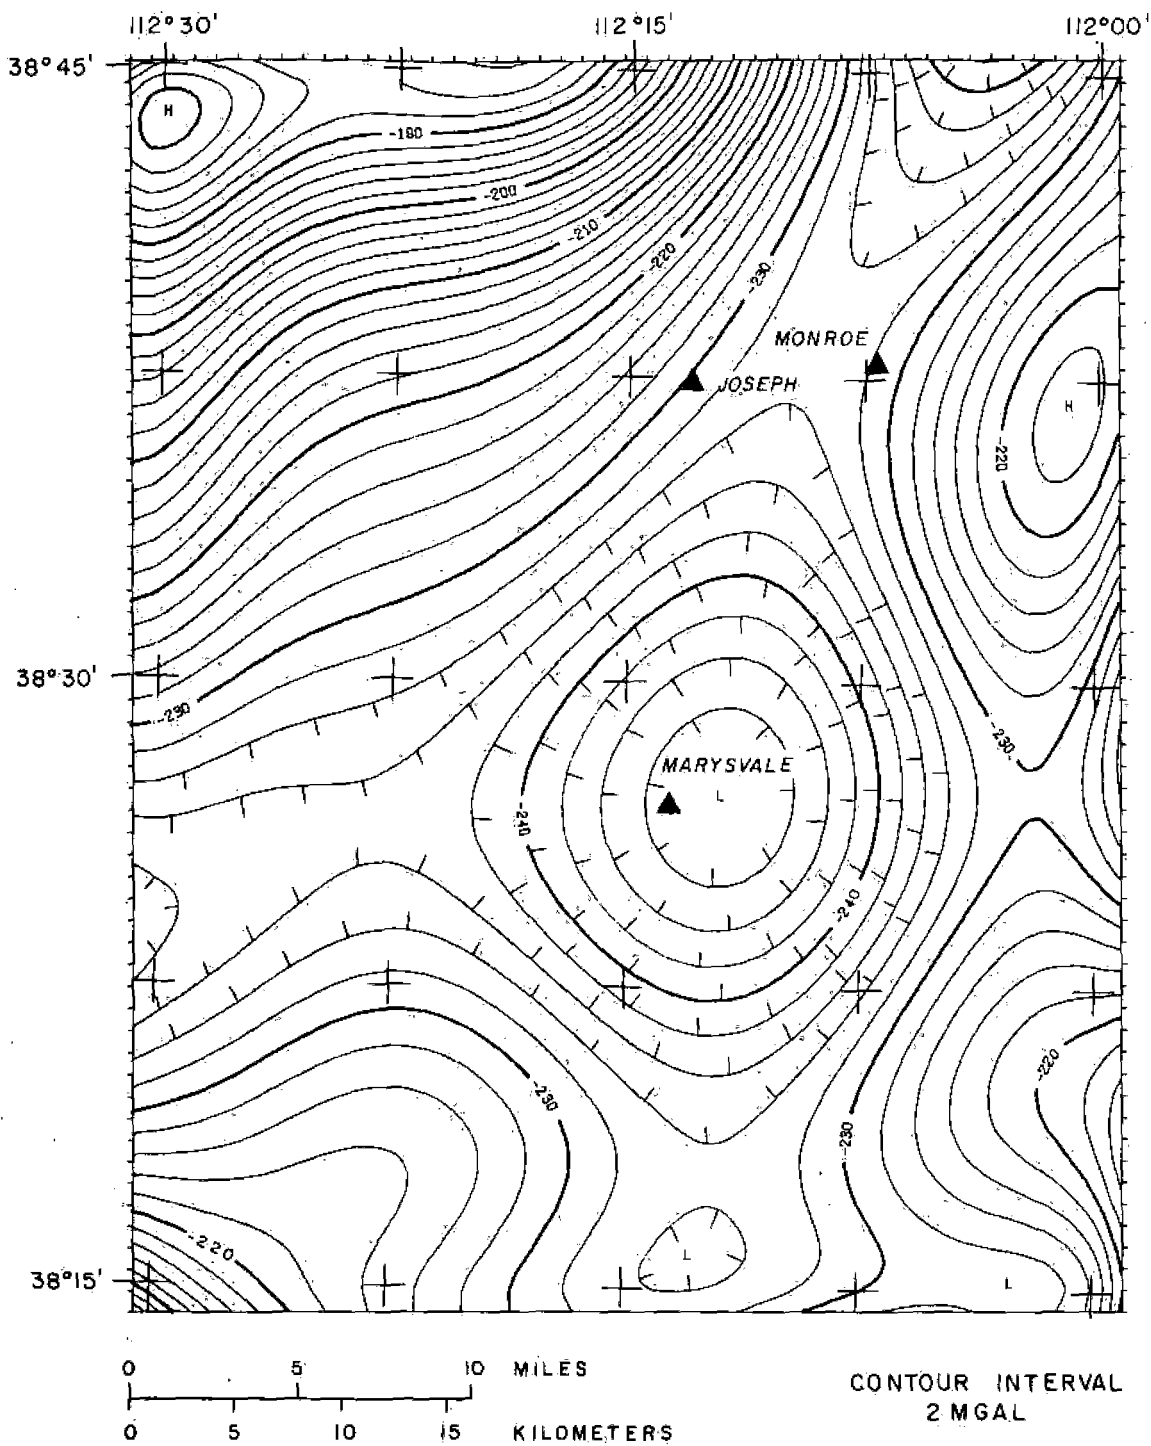 112°30' 112°15' 112°00'
38°45'
H
-180
-200
-210
-220
-230
MONROE
JOSEPH
H
-220
38°30'
-230
-230
MARYSVALE
L
-240
-240
-220
-230
-230
-220
L
L
38°15'
0 5 10 MILES
0 5 10 15 KILOMETERS
CONTOUR INTERVAL
2 MGAL